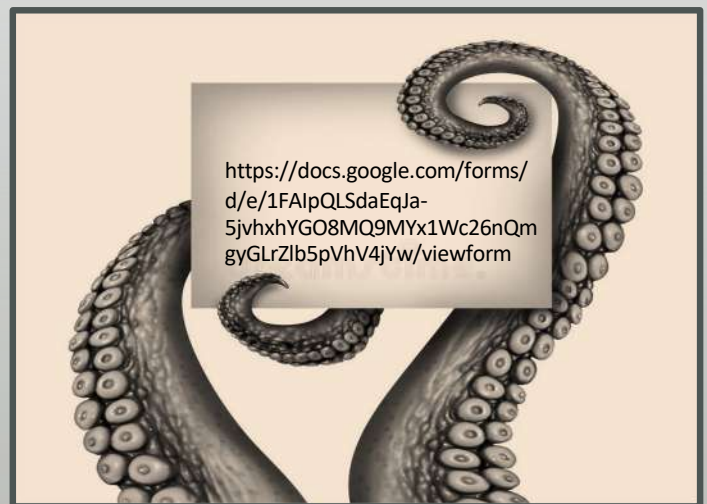 https://docs.google.com/forms/
d/e/1FAIpQLSdaEqJa-
5jvhxhYGO8MQ9MYx1Wc26nQm
gyGLrZlb5pVhV4jYw/viewform